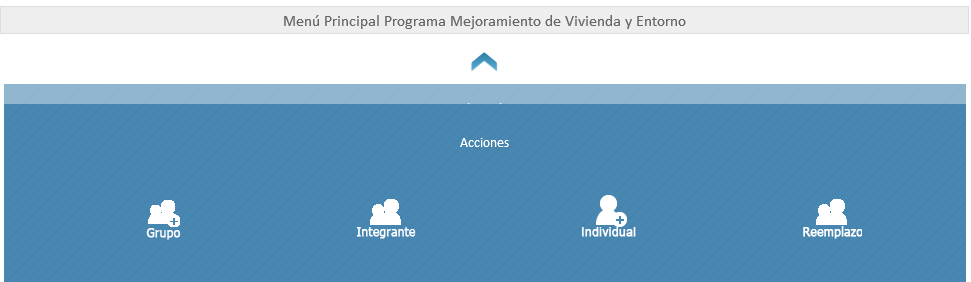 Menú Principal Programa Mejoramiento de Vivienda y Entorno
Acciones
Grupo
Integrante
Individual
Reemplazo